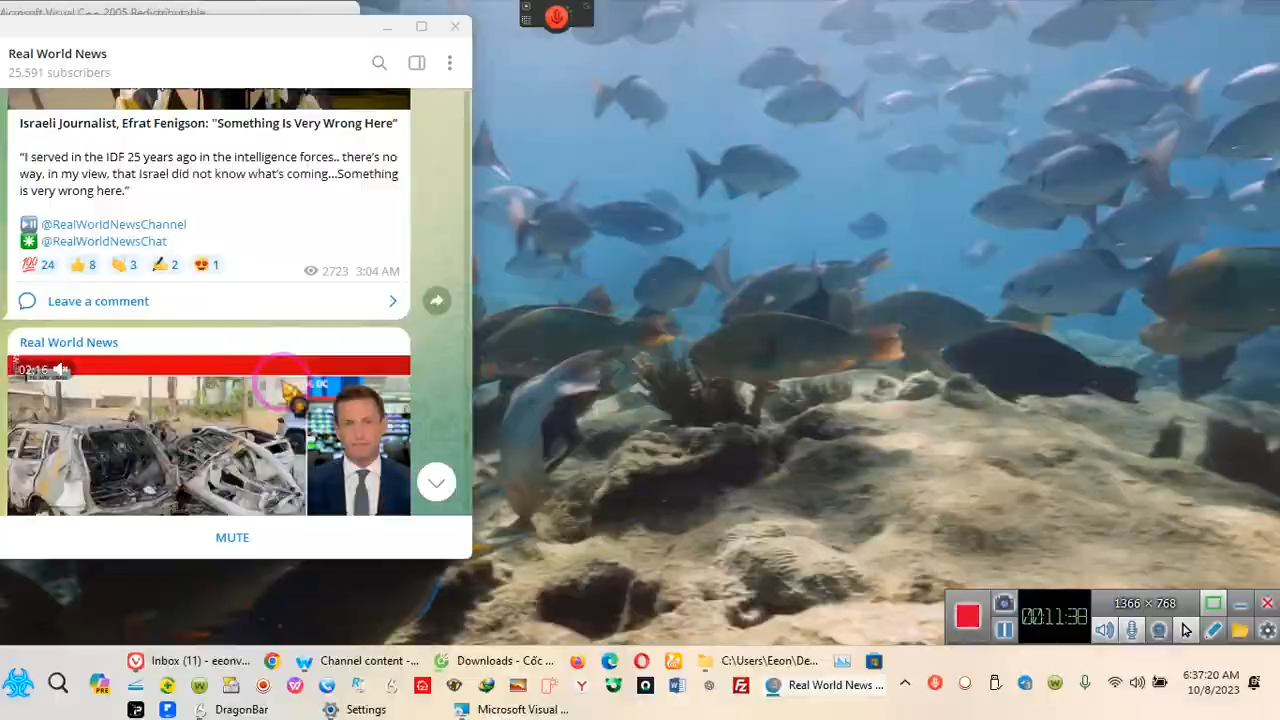 Microsoft Visual C++ 2005 Redistributable
Real World News
25.591 subscribers
Israeli Journalist, Efrat Fenigson: "Something Is Very Wrong Here"
"I served in the IDF 25 years ago in the intelligence forces.. there's no
way, in my view, that Israel did not know what's coming...Something
is very wrong here."
@RealWorldNewsChannel
@RealWorldNewsChat
💯 24 👍 8 👏 3 ✍ 2 😍 1
2723 3:04 AM
Leave a comment
Real World News
02:16
MUTE
1366 × 768
00:11:38
Inbox (11) - eeonv...
Channel content -...
Downloads - Cốc ...
C:\Users\Eeon\De...
PRE
Real World News ...
6:37:20 AM
10/8/2023
DragonBar
Settings
Microsoft Visual ...